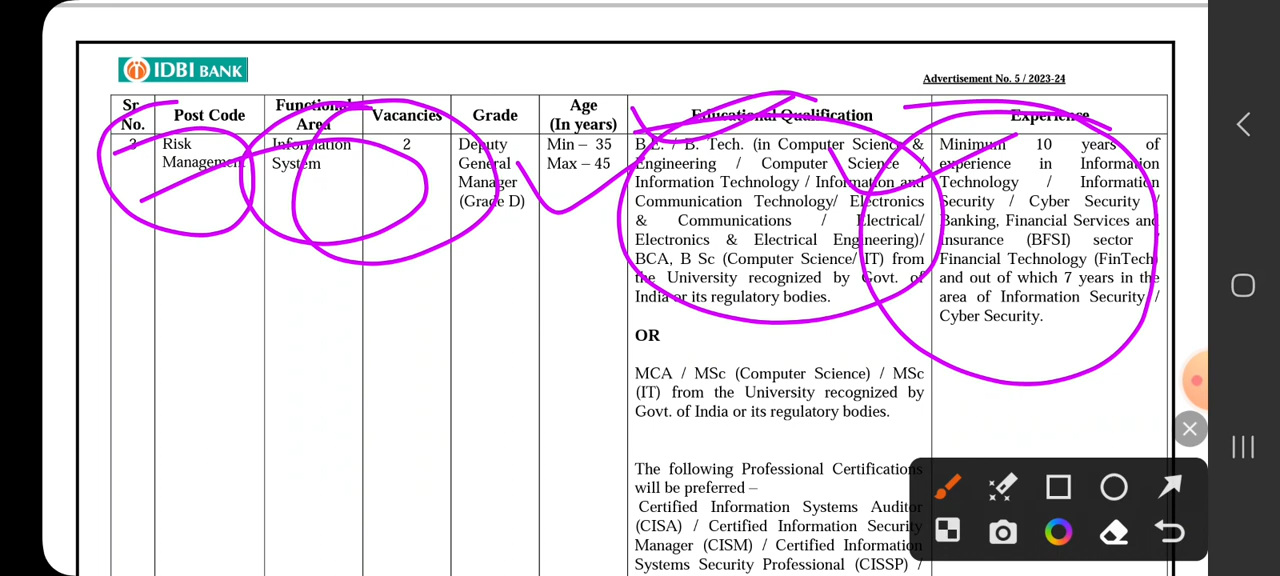 IDBI BANK
Advertisement No. 5 / 2023-24
Sr. No. Post Code Functional Area Vacancies Grade Age (In years) Educational Qualification Experience
Risk Management
Information System
2
Deputy
General
Manager
(Grade D)
Min – 35
Max – 45
B.E. / B. Tech. (in Computer Science &
Engineering / Computer Science /
Information Technology / Information and
Communication Technology/ Electronics
& Communications / Electrical/
Electronics & Electrical Engineering)/
BCA, B Sc (Computer Science/ IT) from
the University recognized by Govt. of
India or its regulatory bodies.
OR
MCA / MSc (Computer Science) / MSc
(IT) from the University recognized by
Govt. of India or its regulatory bodies.
The following Professional Certifications
will be preferred –
Certified Information Systems Auditor
(CISA) / Certified Information Security
Manager (CISM) / Certified Information
Systems Security Professional (CISSP) /
Minimum 10 years of
experience in Information
Technology / Information
Security / Cyber Security /
Banking, Financial Services and
Insurance (BFSI) sector /
Financial Technology (FinTech)
and out of which 7 years in the
area of Information Security /
Cyber Security.